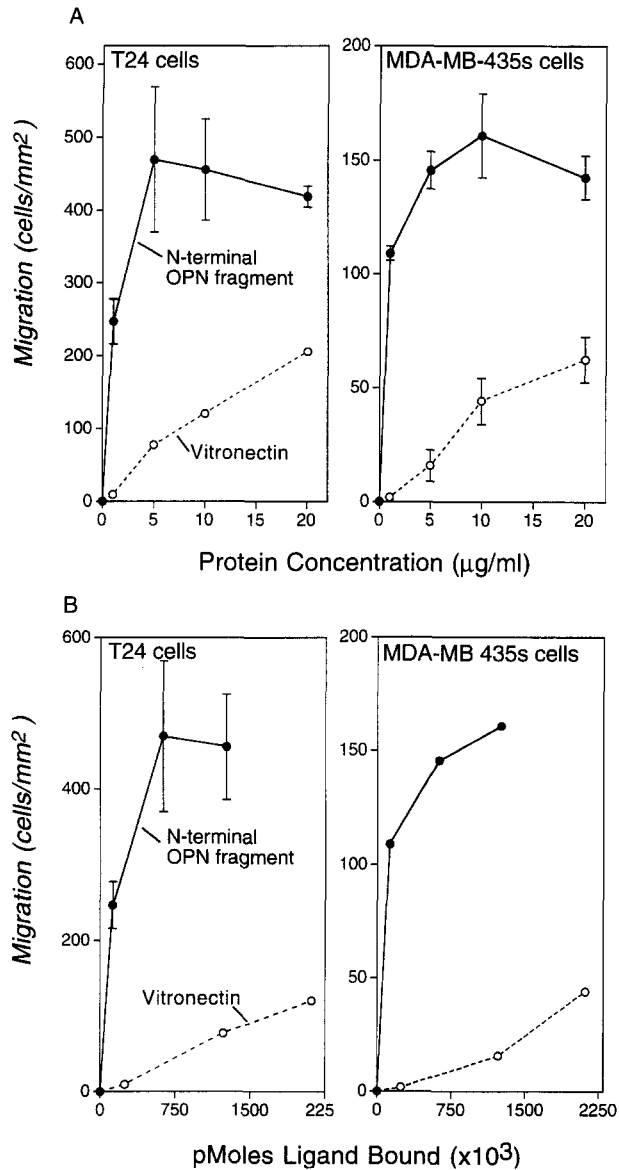 A
T24 cells
MDA-MB-435s cells
600
500
400
300
200
100
0
200
150
100
50
0
Migration (cells/mm²)
N-terminal
OPN fragment
Vitronectin
0 5 10 15 20
0 5 10 15 20
Protein Concentration (μg/ml)
B
T24 cells
MDA-MB 435s cells
600
400
200
0
200
150
100
50
0
Migration (cells/mm²)
N-terminal
OPN fragment
Vitronectin
0 750 1500 225
0 750 1500 2250
pMoles Ligand Bound (x10³)